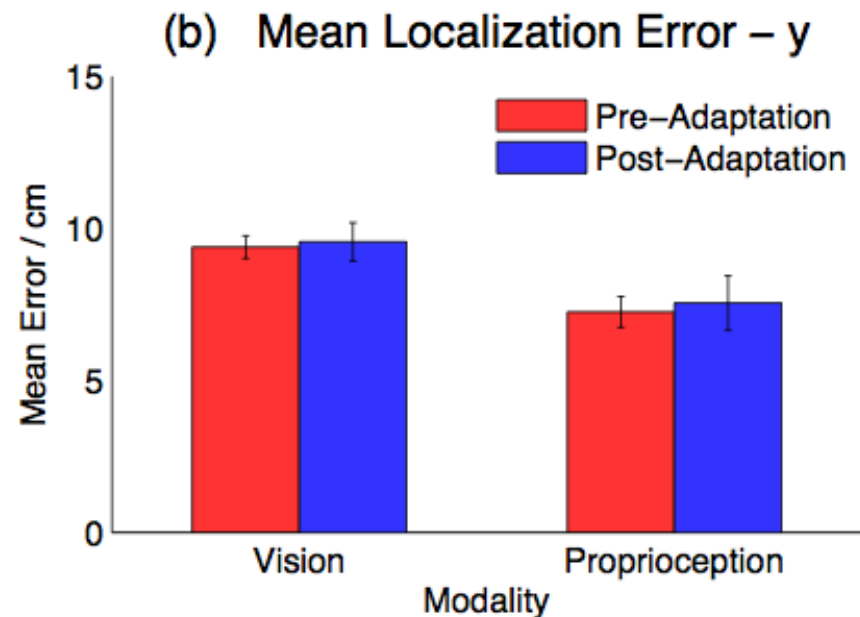 (b) Mean Localization Error – y
15
10
5
0
Mean Error / cm
Pre–Adaptation
Post–Adaptation
Vision
Proprioception
Modality